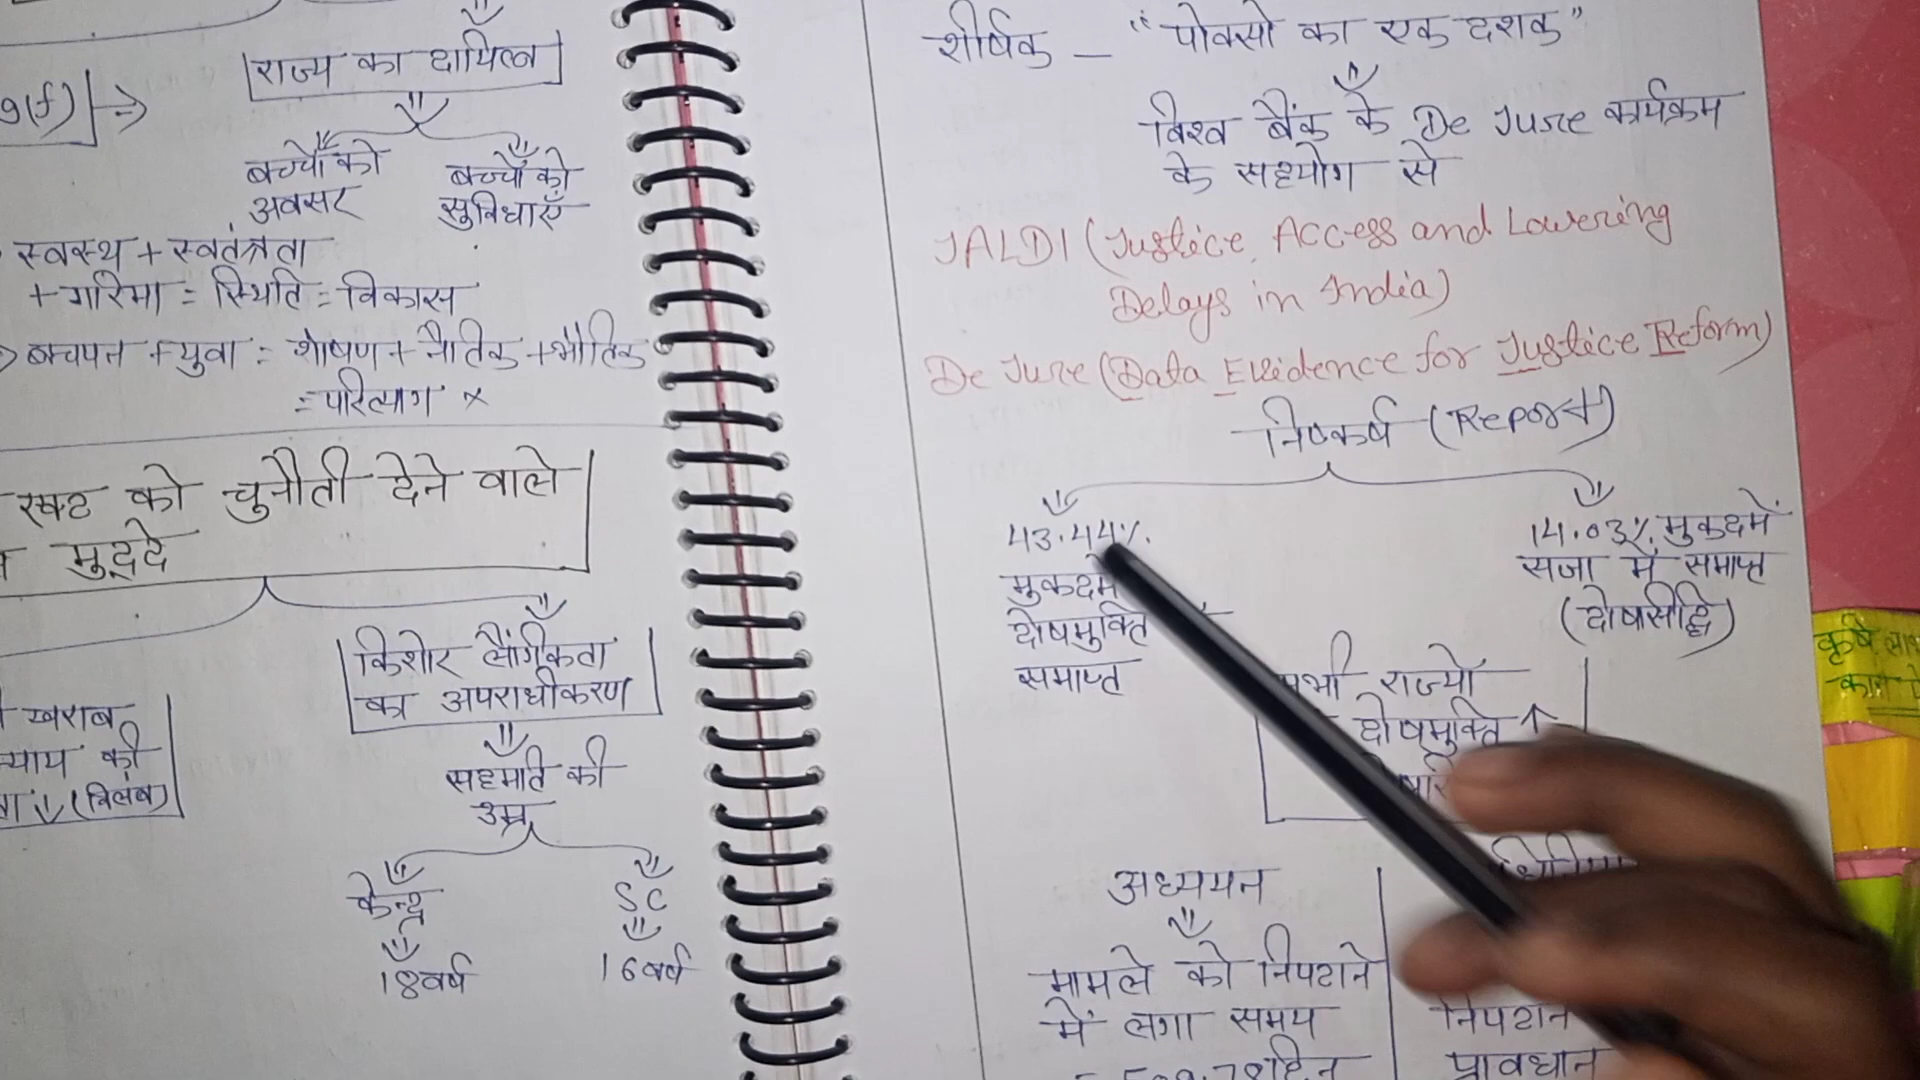 राज्य का दायित्व
9(f)
बच्चों को
अवसर
बच्चों को
सुविधाएँ
स्वस्थ + स्वतंत्रता
+ गरिमा = स्थिति = विकास
बचपन + युवा = शोषण + नैतिक + भौतिक
= परित्याग ×
को चुनौती देने वाले
मुद्दे
किशोर लैंगिकता
का अपराधीकरण
खराब
न्याय की
(विलंब)
सहमति की
उम्र
केन्द्र
18 वर्ष
SC
16 वर्ष
शीर्षक - "पोक्सो का एक दशक"
विश्व बैंक के De Jure कार्यक्रम
के सहयोग से
JALDI (Justice, Access and Lowering
Delays in India)
De Jure (Data Evidence for Justice Reform)
निष्कर्ष (Report)
43.44%
मुकदमे
दोषमुक्ति
समाप्त
14.03% मुकदमें
सजा में समाप्त
(दोषसिद्धि)
सभी राज्यों
दोषमुक्ति ↑
अध्ययन
मामले को निपटाने
में लगा समय
निपटान
प्रावधान
कृषि